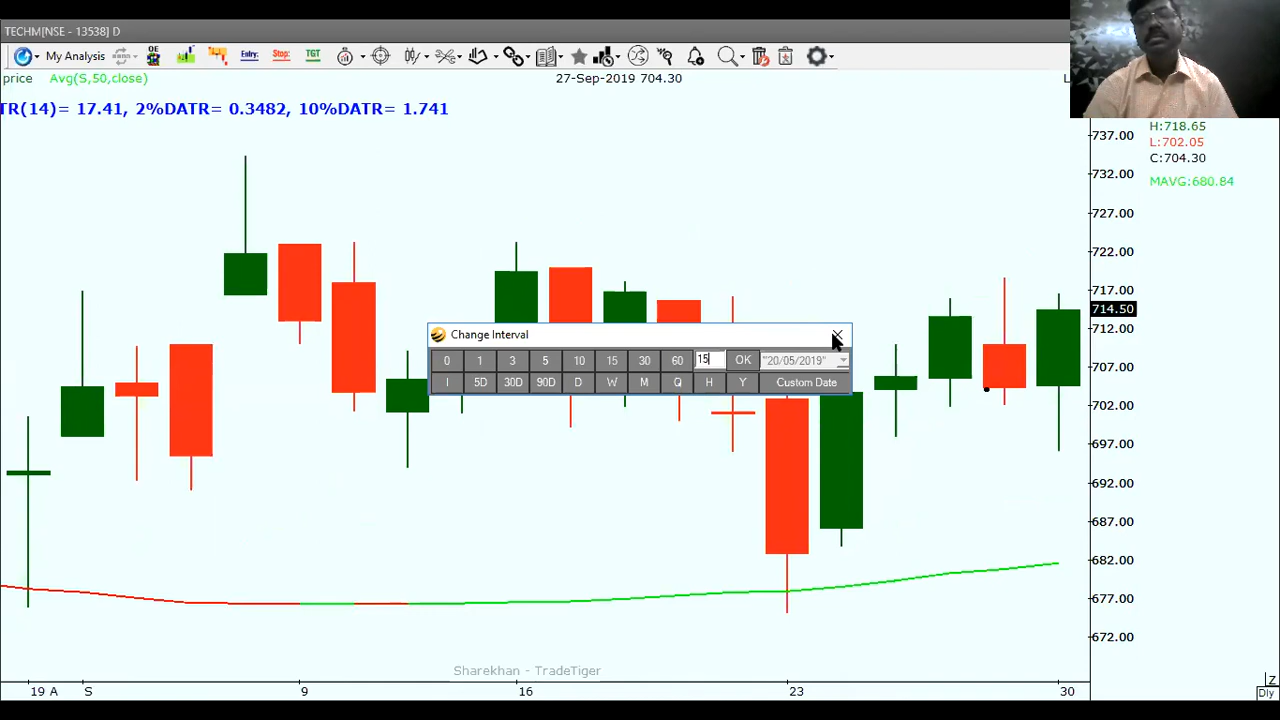 TECHM[NSE - 13538] D
My Analysis OE Entry: Stop: TGT
price Avg(S,50,close) 27-Sep-2019 704.30
TR(14)= 17.41, 2%DATR= 0.3482, 10%DATR= 1.741
H:718.65
L:702.05
C:704.30
MAVG:680.84
737.00
732.00
727.00
722.00
717.00
714.50
712.00
707.00
702.00
697.00
692.00
687.00
682.00
677.00
672.00
Change Interval
0 1 3 5 10 15 30 60 15 OK "20/05/2019"
I 5D 30D 90D D W M Q H Y Custom Date
Sharekhan - TradeTiger
19 A S 9 16 23 30
Z
Dly